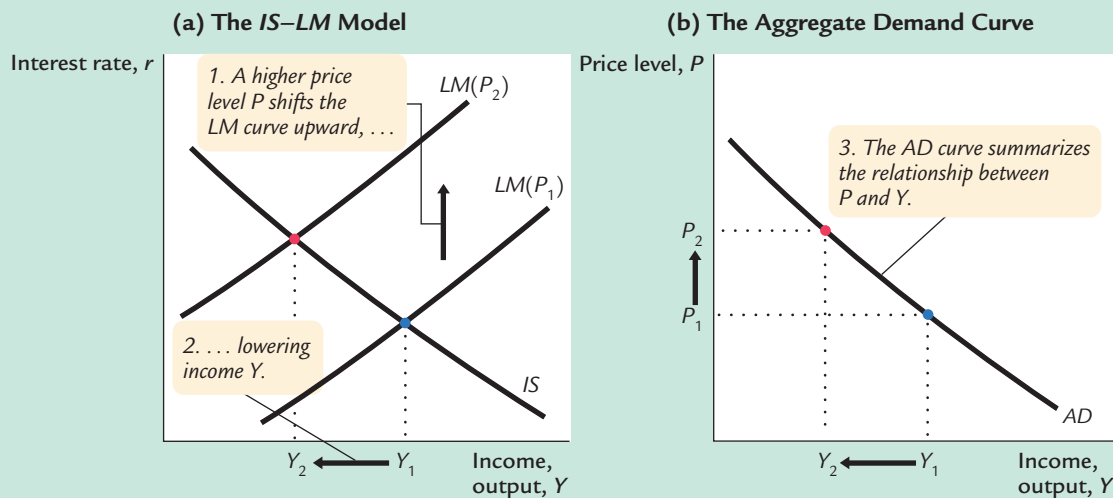 (a) The IS–LM Model
Interest rate, r
1. A higher price
level P shifts the
LM curve upward, . . .
LM(P2)
LM(P1)
2. . . . lowering
income Y.
IS
Y2
Y1
Income,
output, Y
(b) The Aggregate Demand Curve
Price level, P
3. The AD curve summarizes
the relationship between
P and Y.
P2
P1
AD
Y2
Y1
Income,
output, Y